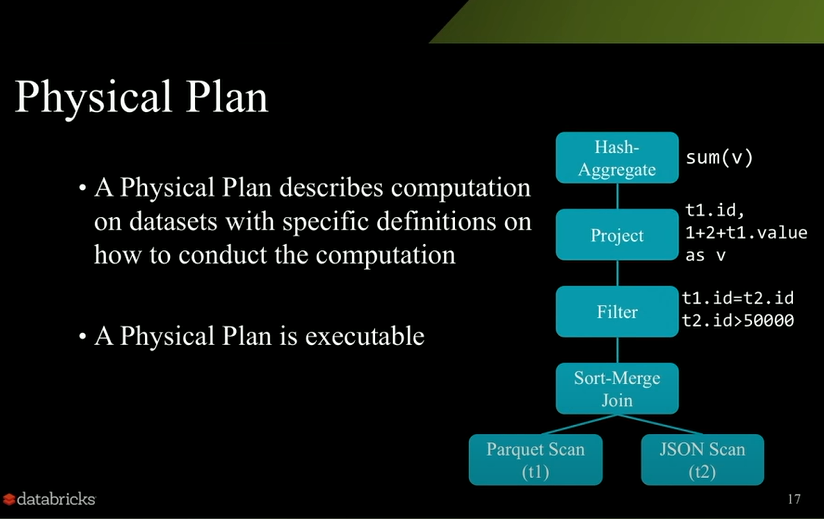 Physical Plan
• A Physical Plan describes computation
on datasets with specific definitions on
how to conduct the computation
• A Physical Plan is executable
Hash-
Aggregate
sum(v)
Project
t1.id,
1+2+t1.value
as v
Filter
t1.id=t2.id
t2.id>50000
Sort-Merge
Join
Parquet Scan
(t1)
JSON Scan
(t2)
databricks
17